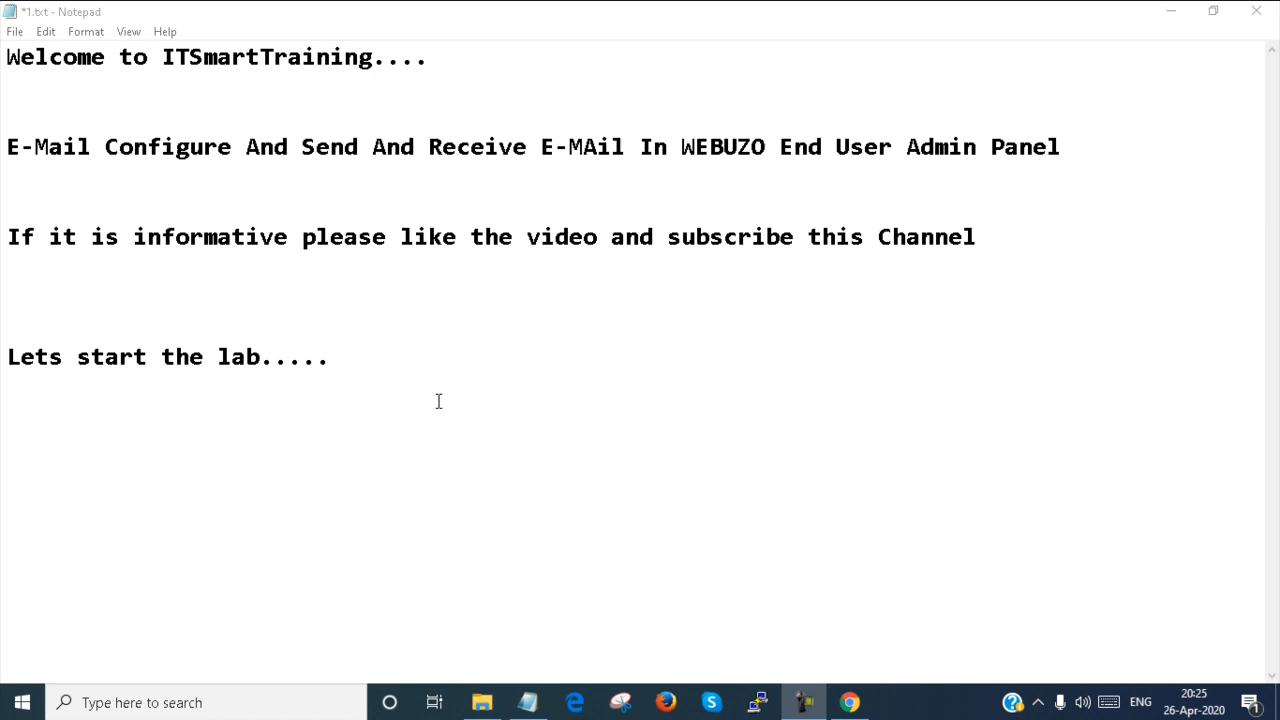 *1.txt - Notepad
File Edit Format View Help
Welcome to ITSmartTraining....
E-Mail Configure And Send And Receive E-MAil In WEBUZO End User Admin Panel
If it is informative please like the video and subscribe this Channel
Lets start the lab.....
Type here to search
ENG
20:25
26-Apr-2020
1